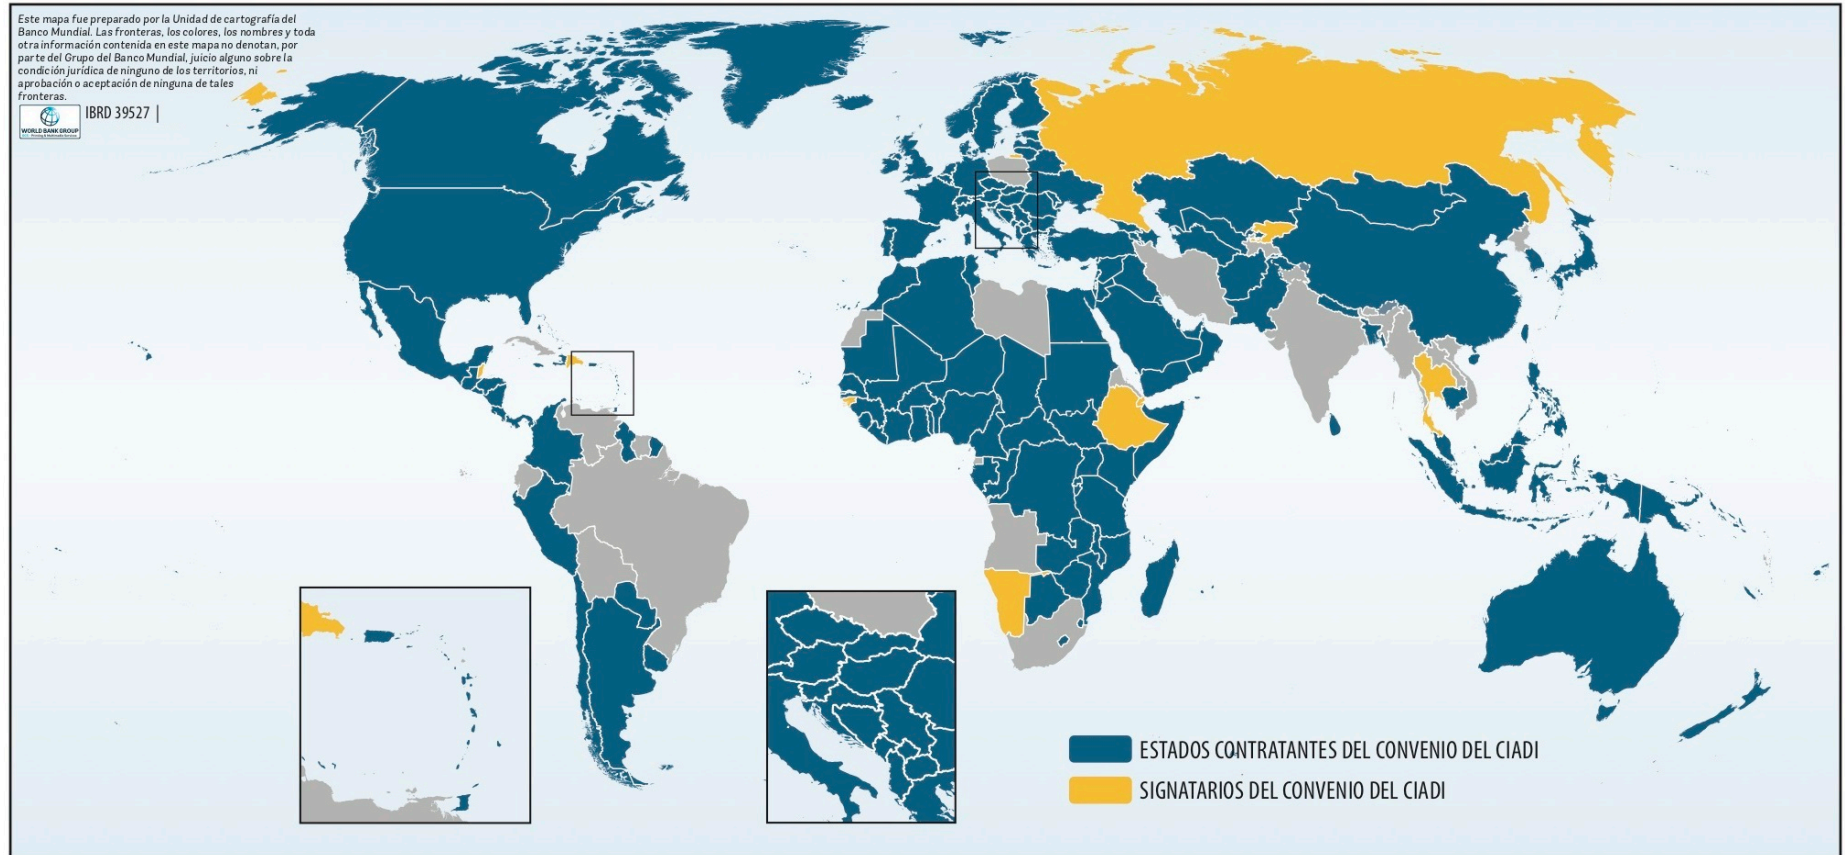 Este mapa fue preparado por la Unidad de cartografía del
Banco Mundial. Las fronteras, los colores, los nombres y toda
otra información contenida en este mapa no denotan, por
parte del Grupo del Banco Mundial, juicio alguno sobre la
condición jurídica de ninguno de los territorios, ni
aprobación o aceptación de ninguna de tales
fronteras.
IBRD 39527 |
WORLD BANK GROUP
ESTADOS CONTRATANTES DEL CONVENIO DEL CIADI
SIGNATARIOS DEL CONVENIO DEL CIADI